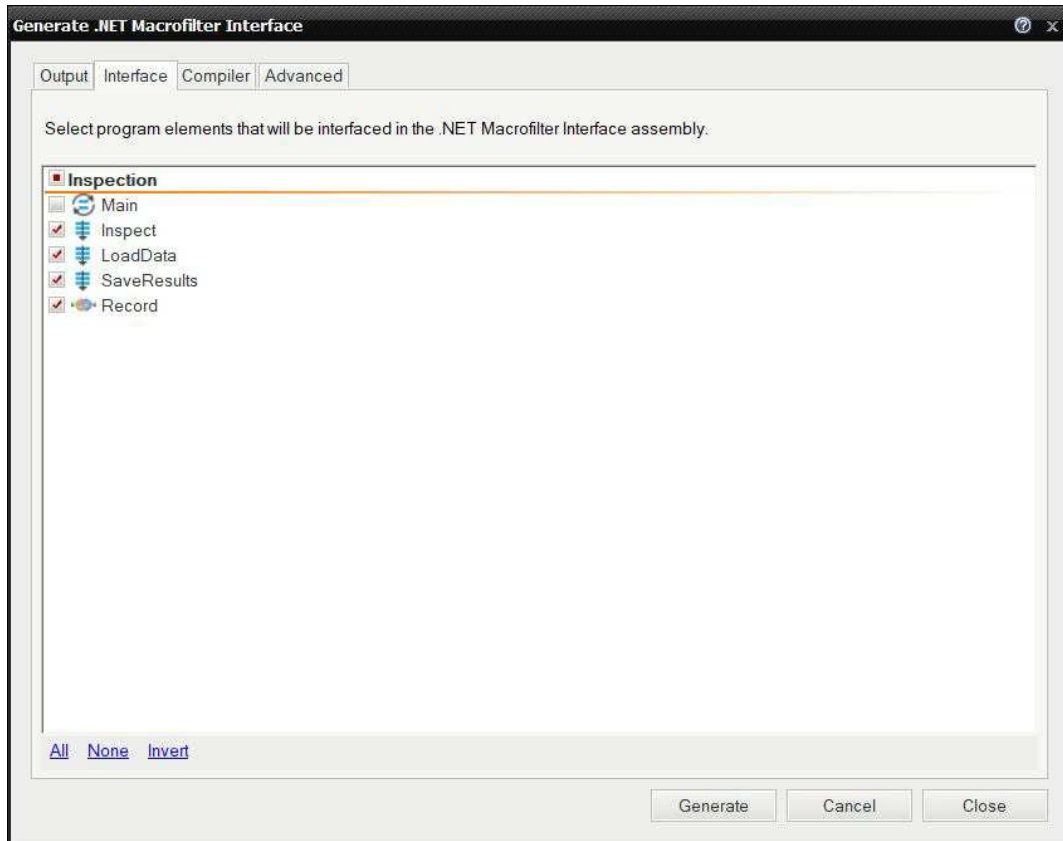 Generate .NET Macrofilter Interface
Output Interface Compiler Advanced
Select program elements that will be interfaced in the .NET Macrofilter Interface assembly.
Inspection
Main
Inspect
LoadData
SaveResults
Record
All None Invert
Generate Cancel Close